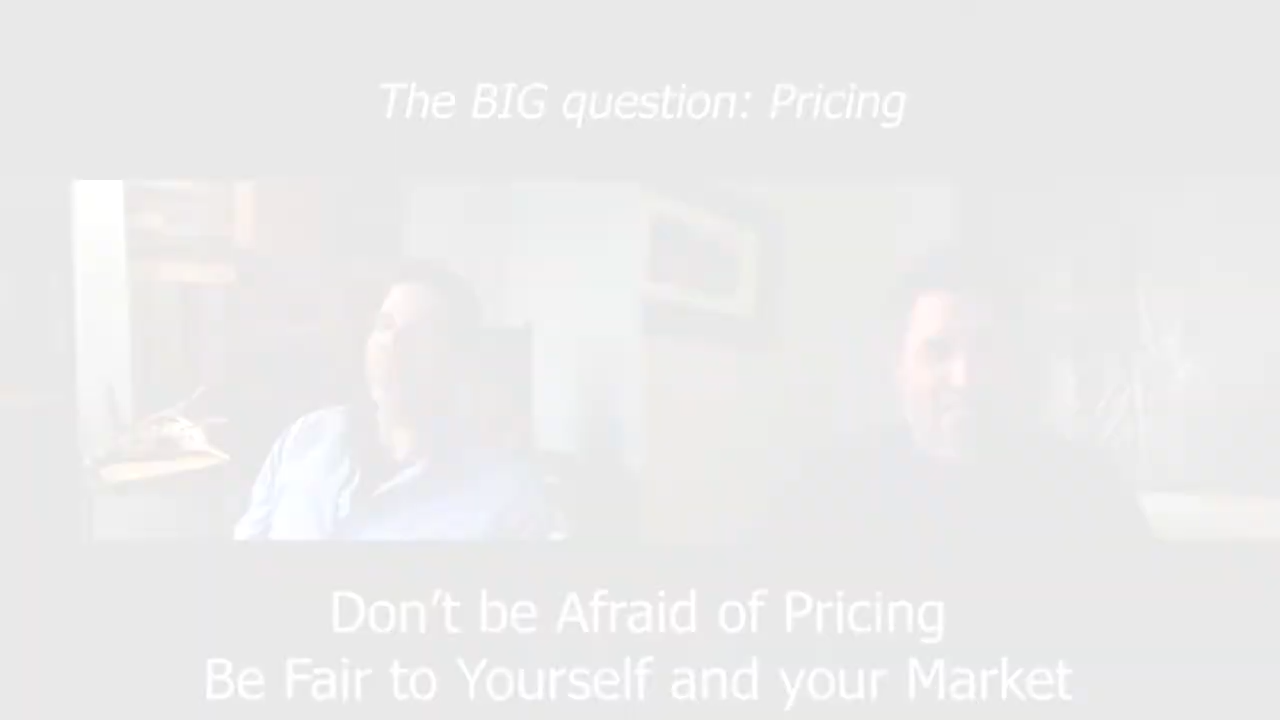 The BIG question: Pricing
Don't be Afraid of Pricing
Be Fair to Yourself and your Market